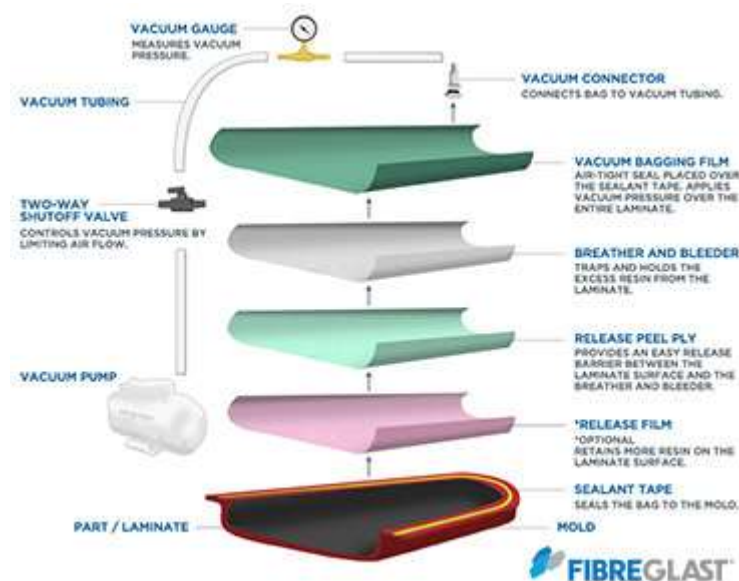 VACUUM GAUGE
MEASURES VACUUM
PRESSURE.
VACUUM CONNECTOR
CONNECTS BAG TO VACUUM TUBING.
VACUUM TUBING
VACUUM BAGGING FILM
AIR-TIGHT SEAL PLACED OVER
THE SEALANT TAPE. APPLIES
VACUUM PRESSURE OVER THE
ENTIRE LAMINATE.
TWO-WAY
SHUTOFF VALVE
CONTROLS VACUUM PRESSURE BY
LIMITING AIR FLOW.
BREATHER AND BLEEDER
TRAPS AND HOLDS THE
EXCESS RESIN FROM THE
LAMINATE.
RELEASE PEEL PLY
PROVIDES AN EASY RELEASE
BARRIER BETWEEN THE
LAMINATE SURFACE AND THE
BREATHER AND BLEEDER.
VACUUM PUMP
*RELEASE FILM
*OPTIONAL
RETAINS MORE RESIN ON THE
LAMINATE SURFACE.
SEALANT TAPE
SEALS THE BAG TO THE MOLD.
PART / LAMINATE
MOLD
FIBREGLAST